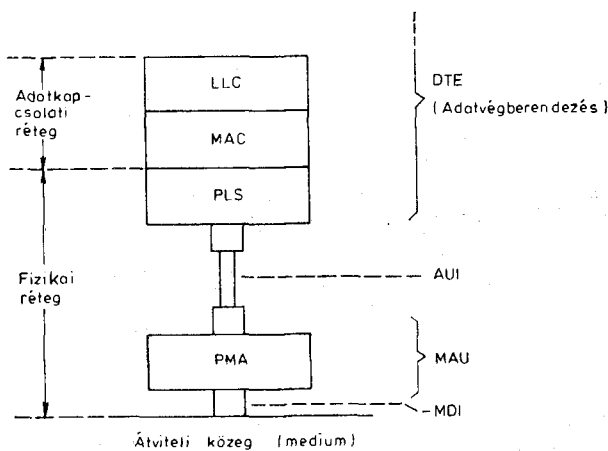 LLC
DTE
(Adatvégberendezés)
Adatkap-
csolati
réteg
MAC
PLS
AUI
Fizikai
réteg
PMA
MAU
MDI
Átviteli közeg (medium)